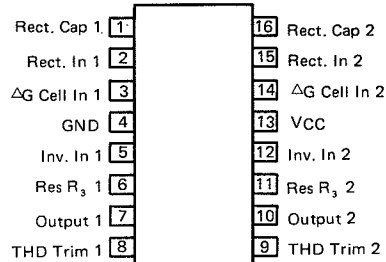 Rect. Cap 1 1 16 Rect. Cap 2
Rect. In 1 2 15 Rect. In 2
ΔG Cell In 1 3 14 ΔG Cell In 2
GND 4 13 VCC
Inv. In 1 5 12 Inv. In 2
Res R₃ 1 6 11 Res R₃ 2
Output 1 7 10 Output 2
THD Trim 1 8 9 THD Trim 2